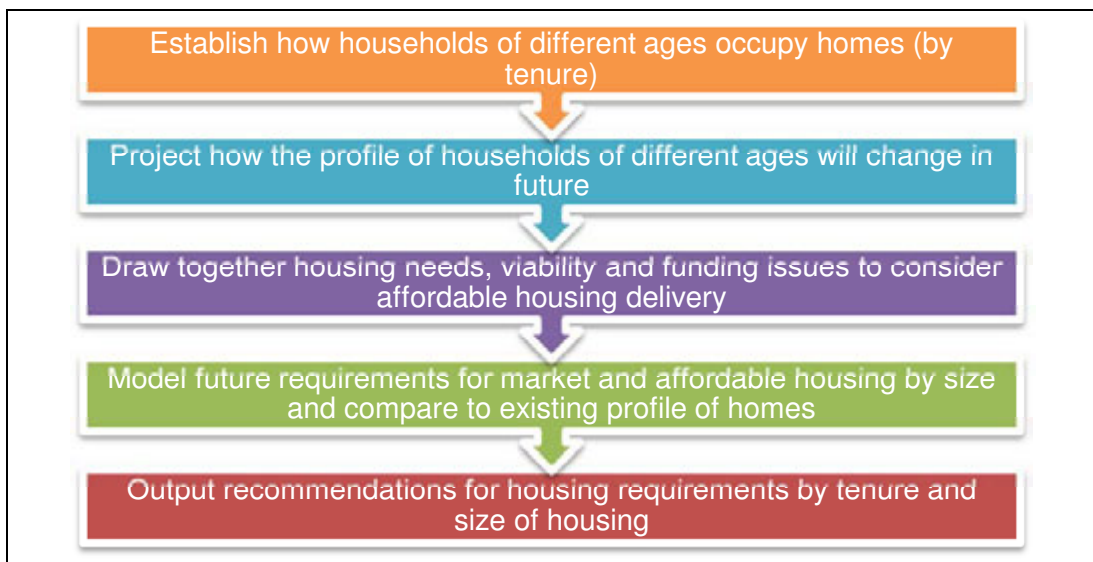 Establish how households of different ages occupy homes (by
tenure)
Project how the profile of households of different ages will change in
future
Draw together housing needs, viability and funding issues to consider
affordable housing delivery
Model future requirements for market and affordable housing by size
and compare to existing profile of homes
Output recommendations for housing requirements by tenure and
size of housing